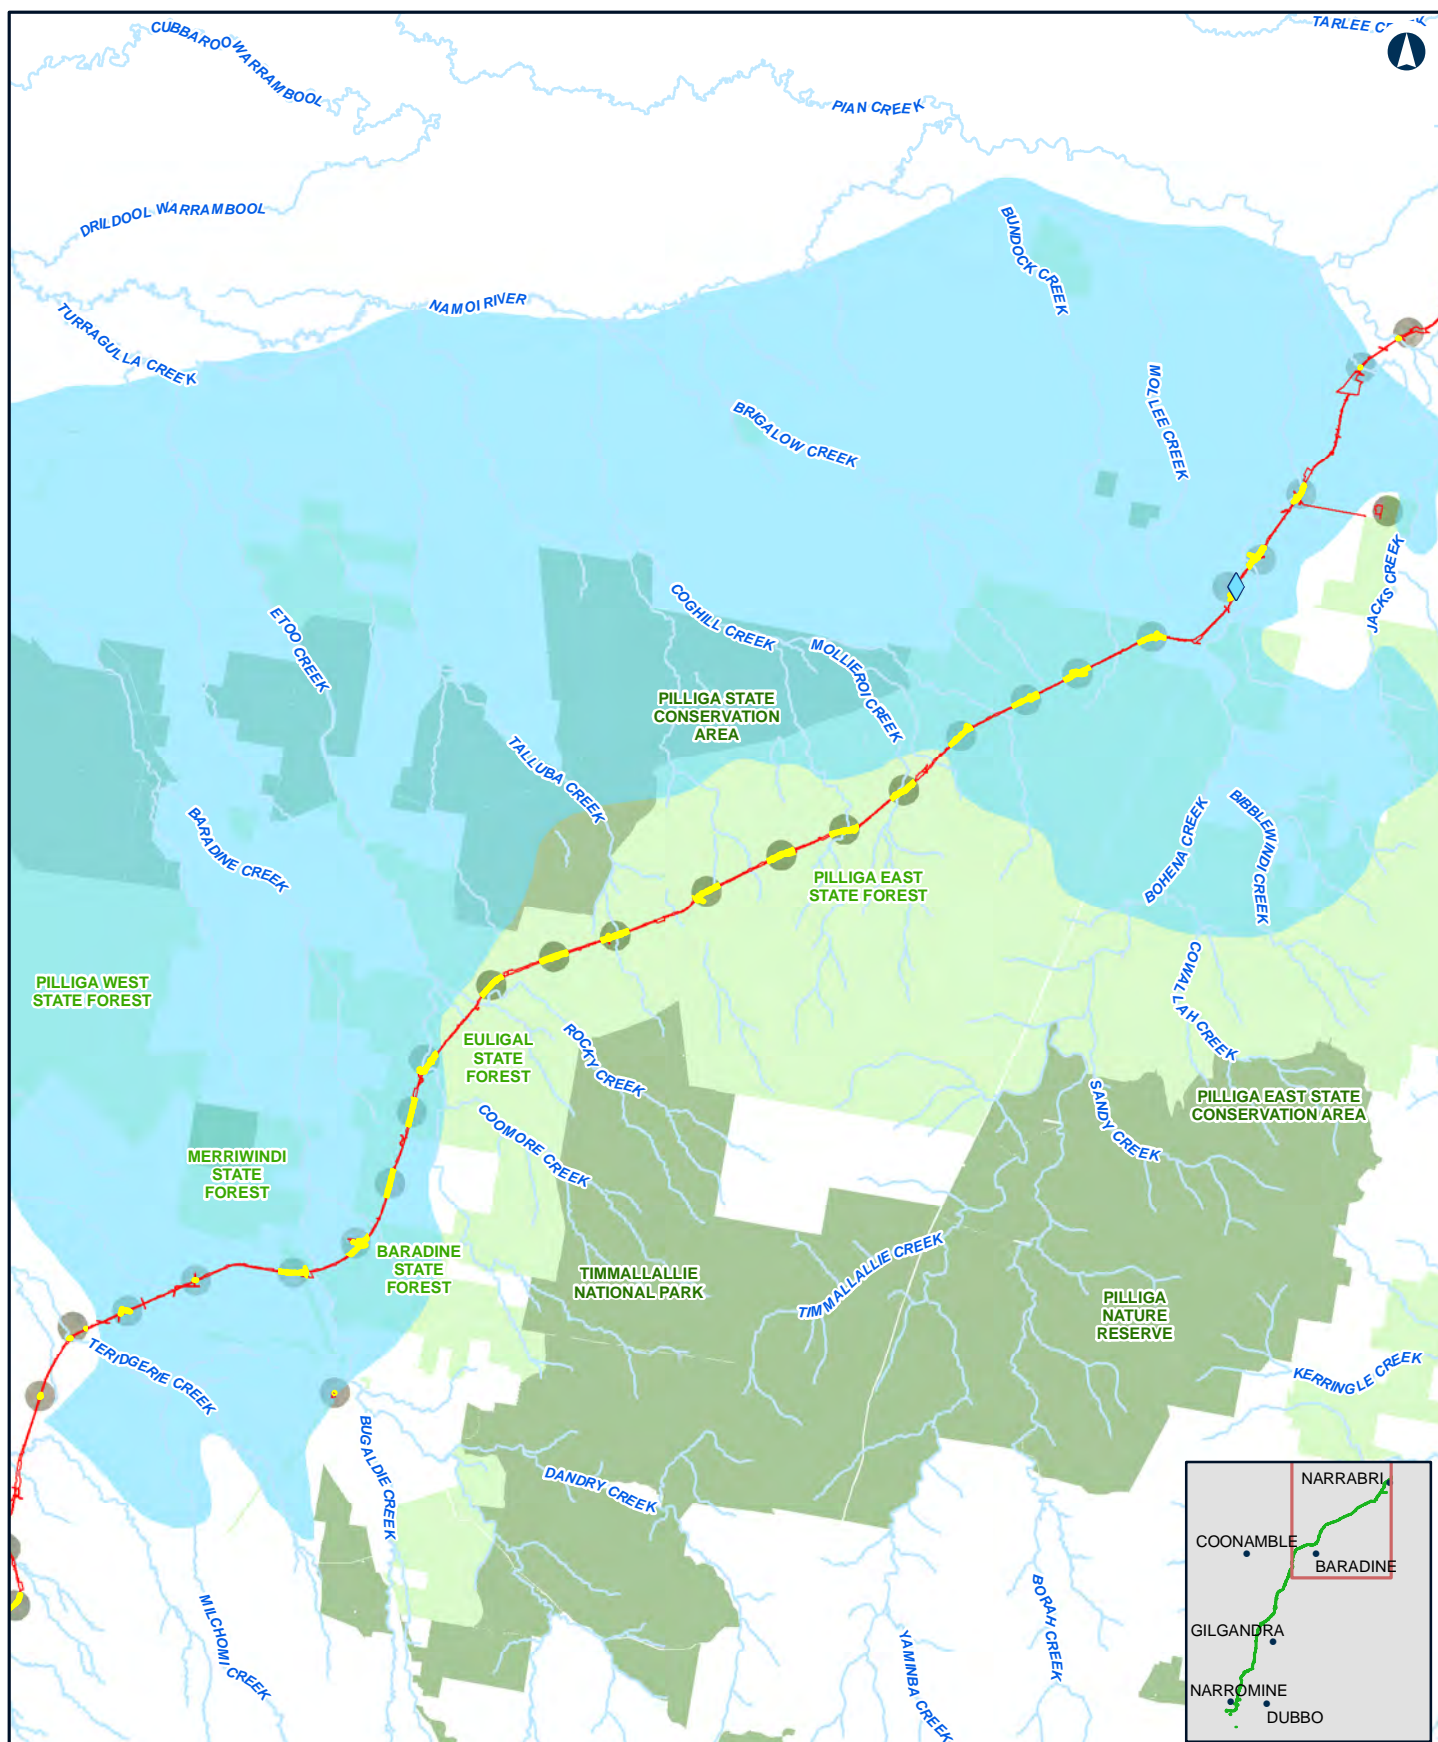 CUBBAROO WARRAMBOOL
TARLEE C
PIAN CREEK
DRILDOOL WARRAMBOOL
BUNDOCK CREEK
NAMOI RIVER
TURRAGULLA CREEK
MOLLEE CREEK
BRIGALOW CREEK
JACKS CREEK
COGHILL CREEK
ETOO CREEK
MOLLIEROI CREEK
PILLIGA STATE
CONSERVATION
AREA
TALLUBA CREEK
BARADINE CREEK
BIBBLEWINDI CREEK
BOHENA CREEK
PILLIGA EAST
STATE FOREST
COWALLAH CREEK
PILLIGA WEST
STATE FOREST
EULIGAL
STATE
FOREST
ROCKY CREEK
SANDY CREEK
PILLIGA EAST STATE
CONSERVATION AREA
COOMORE CREEK
MERRIWINDI
STATE
FOREST
BARADINE
STATE
FOREST
TIMMALLALLIE CREEK
TIMMALLALLIE
NATIONAL PARK
PILLIGA
NATURE
RESERVE
TERIDGERIE CREEK
KERRINGLE CREEK
BUGALDIE CREEK
DANDRY CREEK
NARRABRI
COONAMBLE
BARADINE
BORAH CREEK
MILCHOMI CREEK
YAMINBA CREEK
GILGANDRA
NARROMINE
DUBBO